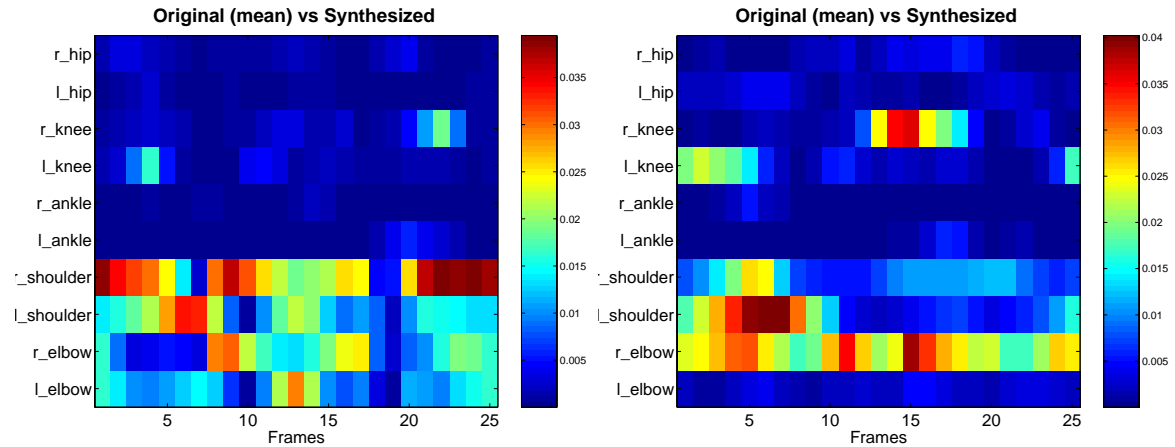 Original (mean) vs Synthesized
r_hip
l_hip
r_knee
l_knee
r_ankle
l_ankle
r_shoulder
l_shoulder
r_elbow
l_elbow
5 10 15 20 25
Frames
0.035
0.03
0.025
0.02
0.015
0.01
0.005
Original (mean) vs Synthesized
r_hip
l_hip
r_knee
l_knee
r_ankle
l_ankle
r_shoulder
l_shoulder
r_elbow
l_elbow
5 10 15 20 25
Frames
0.04
0.035
0.03
0.025
0.02
0.015
0.01
0.005